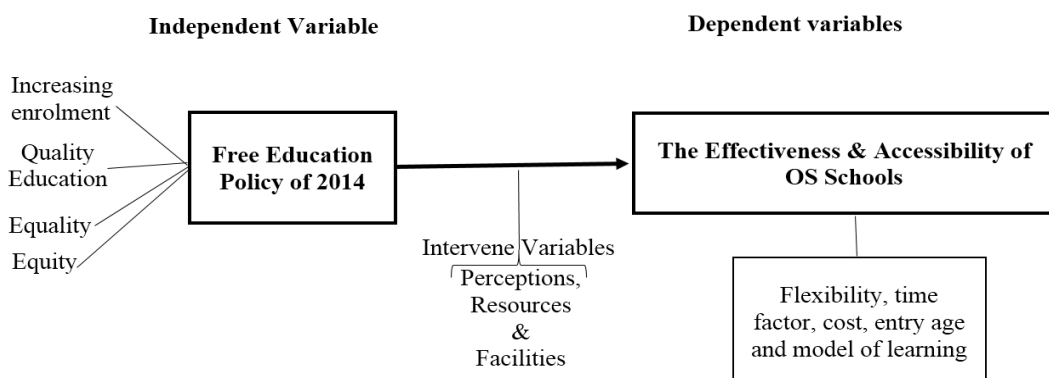 Independent Variable
Dependent variables
Increasing
enrolment
Quality
Education
Equality
Equity
Free Education
Policy of 2014
Intervene Variables
Perceptions,
Resources
&
Facilities
The Effectiveness & Accessibility of
OS Schools
Flexibility, time
factor, cost, entry age
and model of learning